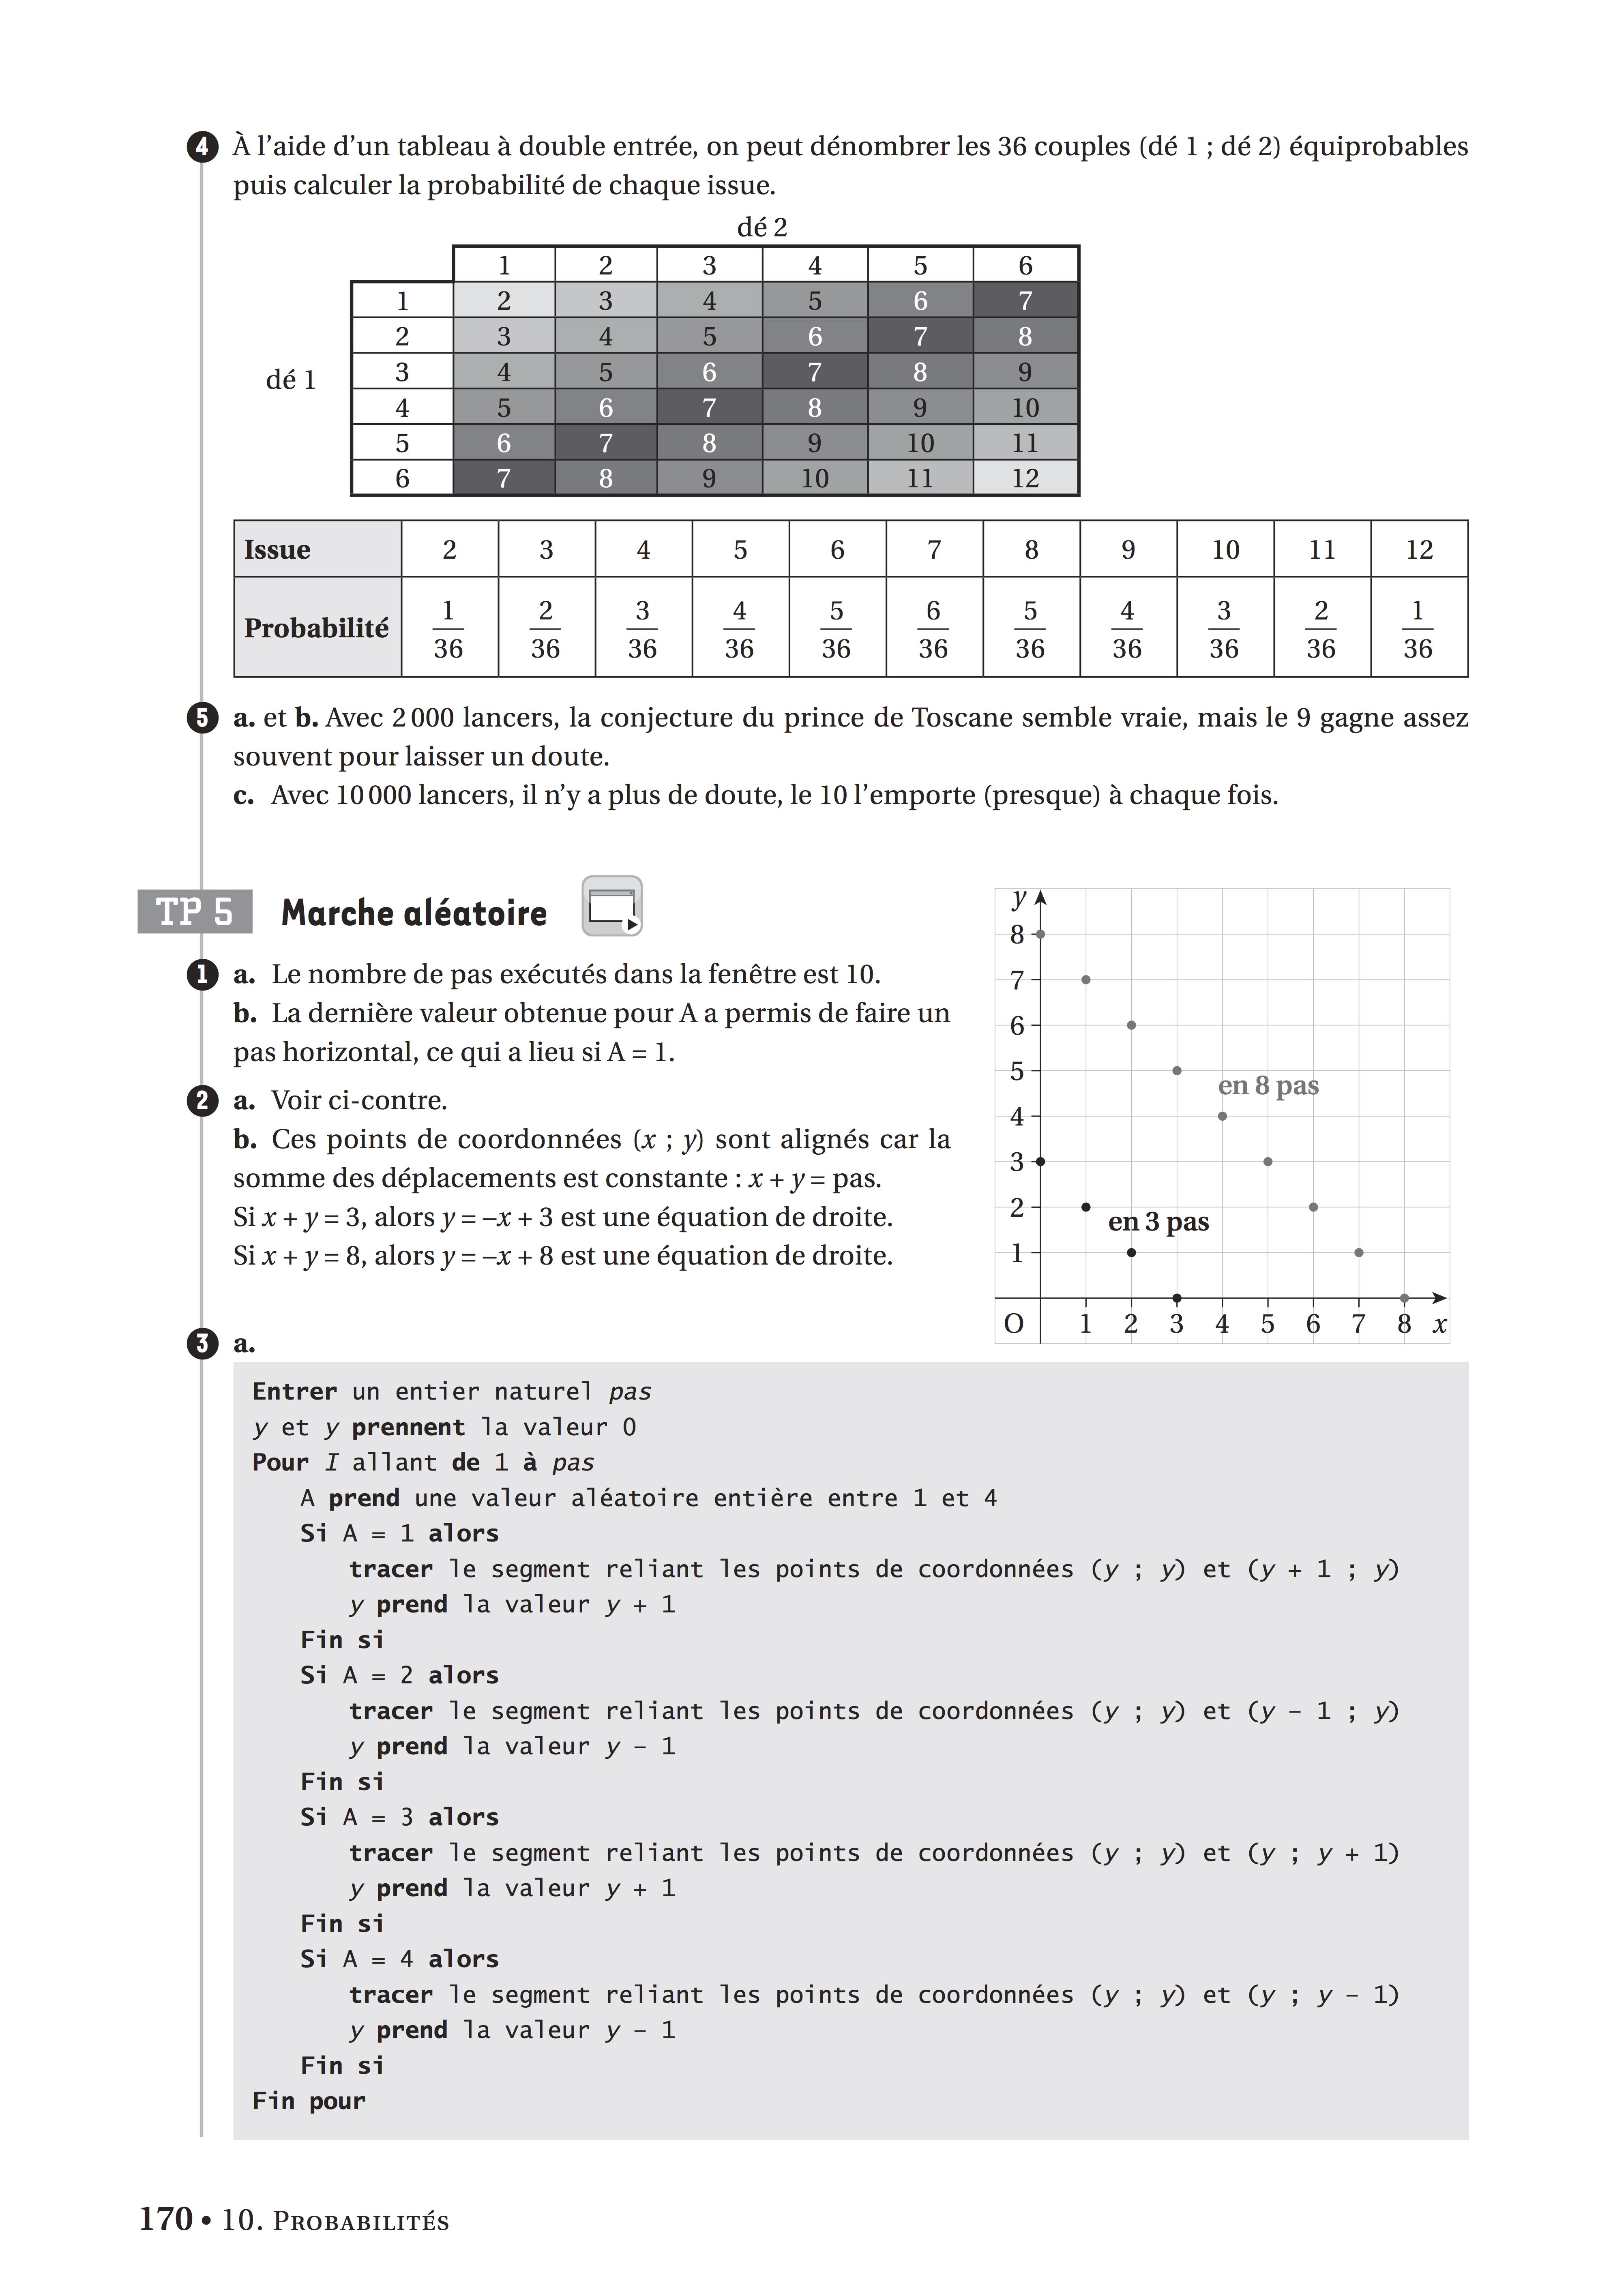 4 À l’aide d’un tableau à double entrée, on peut dénombrer les 36 couples (dé 1 ; dé 2) équiprobables
puis calculer la probabilité de chaque issue.
dé 2
1 2 3 4 5 6
1 2 3 4 5 6 7
2 3 4 5 6 7 8
dé 1
3 4 5 6 7 8 9
4 5 6 7 8 9 10
5 6 7 8 9 10 11
6 7 8 9 10 11 12
Issue 2 3 4 5 6 7 8 9 10 11 12
Probabilité 1/36 2/36 3/36 4/36 5/36 6/36 5/36 4/36 3/36 2/36 1/36
5 a. et b. Avec 2 000 lancers, la conjecture du prince de Toscane semble vraie, mais le 9 gagne assez
souvent pour laisser un doute.
c. Avec 10 000 lancers, il n’y a plus de doute, le 10 l’emporte (presque) à chaque fois.
TP 5 Marche aléatoire
1 a. Le nombre de pas exécutés dans la fenêtre est 10.
b. La dernière valeur obtenue pour A a permis de faire un
pas horizontal, ce qui a lieu si A = 1.
2 a. Voir ci-contre.
b. Ces points de coordonnées (x ; y) sont alignés car la
somme des déplacements est constante : x + y = pas.
Si x + y = 3, alors y = –x + 3 est une équation de droite.
Si x + y = 8, alors y = –x + 8 est une équation de droite.
y
8
7
6
5
en 8 pas
4
3
2
en 3 pas
1
O 1 2 3 4 5 6 7 8 x
3 a.
Entrer un entier naturel pas
y et y prennent la valeur 0
Pour I allant de 1 à pas
A prend une valeur aléatoire entière entre 1 et 4
Si A = 1 alors
tracer le segment reliant les points de coordonnées (y ; y) et (y + 1 ; y)
y prend la valeur y + 1
Fin si
Si A = 2 alors
tracer le segment reliant les points de coordonnées (y ; y) et (y – 1 ; y)
y prend la valeur y – 1
Fin si
Si A = 3 alors
tracer le segment reliant les points de coordonnées (y ; y) et (y ; y + 1)
y prend la valeur y + 1
Fin si
Si A = 4 alors
tracer le segment reliant les points de coordonnées (y ; y) et (y ; y – 1)
y prend la valeur y – 1
Fin si
Fin pour
170 • 10. Probabilités